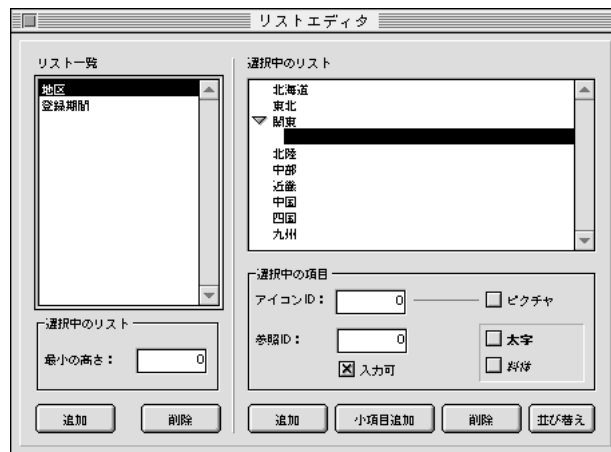 リストエディタ
リスト一覧
地区
登録期間
選択中のリスト
最小の高さ：
0
追加
削除
選択中のリスト
北海道
東北
関東
北陸
中部
近畿
中国
四国
九州
選択中の項目
アイコンID：
0
ピクチャ
参照ID：
0
入力可
太字
斜体
追加
小項目追加
削除
並び替え